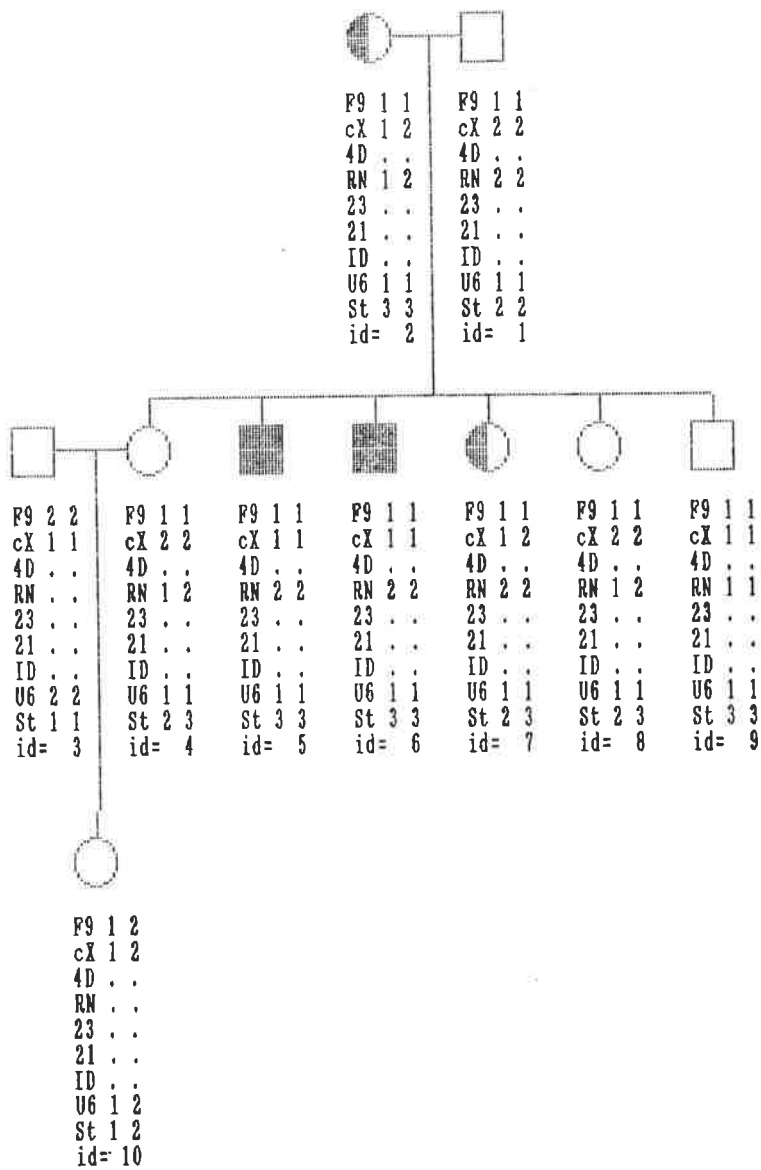 F9 1 1
cX 1 2
4D . .
RN 1 2
23 . .
21 . .
ID . .
U6 1 1
St 3 3
id= 2
F9 1 1
cX 2 2
4D . .
RN 2 2
23 . .
21 . .
ID . .
U6 1 1
St 2 2
id= 1
F9 2 2
cX 1 1
4D . .
RN . .
23 . .
21 . .
ID . .
U6 2 2
St 1 1
id= 3
F9 1 1
cX 2 2
4D . .
RN 1 2
23 . .
21 . .
ID . .
U6 1 1
St 2 3
id= 4
F9 1 1
cX 1 1
4D . .
RN 2 2
23 . .
21 . .
ID . .
U6 1 1
St 3 3
id= 5
F9 1 1
cX 1 1
4D . .
RN 2 2
23 . .
21 . .
ID . .
U6 1 1
St 3 3
id= 6
F9 1 1
cX 1 2
4D . .
RN 2 2
23 . .
21 . .
ID . .
U6 1 1
St 2 3
id= 7
F9 1 1
cX 2 2
4D . .
RN 1 2
23 . .
21 . .
ID . .
U6 1 1
St 2 3
id= 8
F9 1 1
cX 1 1
4D . .
RN 1 1
23 . .
21 . .
ID . .
U6 1 1
St 3 3
id= 9
F9 1 2
cX 1 2
4D . .
RN . .
23 . .
21 . .
ID . .
U6 1 2
St 1 2
id= 10